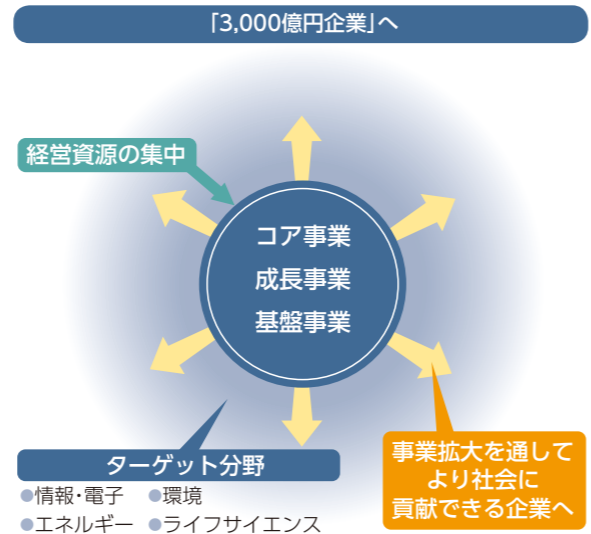 「3,000億円企業」へ
経営資源の集中
コア事業
成長事業
基盤事業
ターゲット分野
●情報・電子 ●環境
●エネルギー ●ライフサイエンス
事業拡大を通して
より社会に
貢献できる企業へ